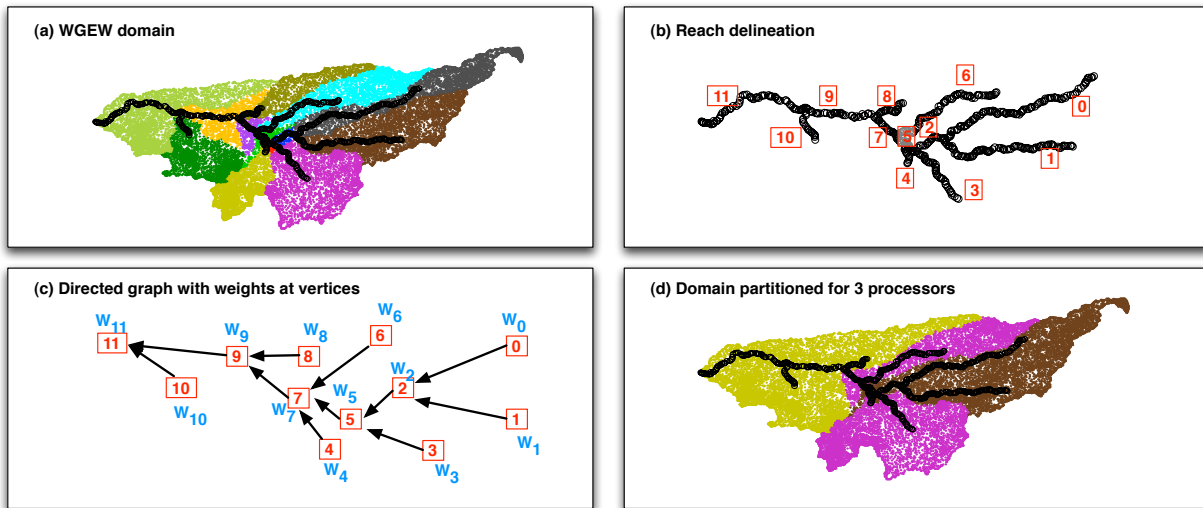 (a) WGEW domain
(b) Reach delineation
6
11
9
8
0
10
7
5
2
4
1
3
(c) Directed graph with weights at vertices
W11
W9
W8
W6
W0
11
9
8
6
0
10
W10
W7
7
W5
5
W2
2
1
W1
4
W4
3
W3
(d) Domain partitioned for 3 processors